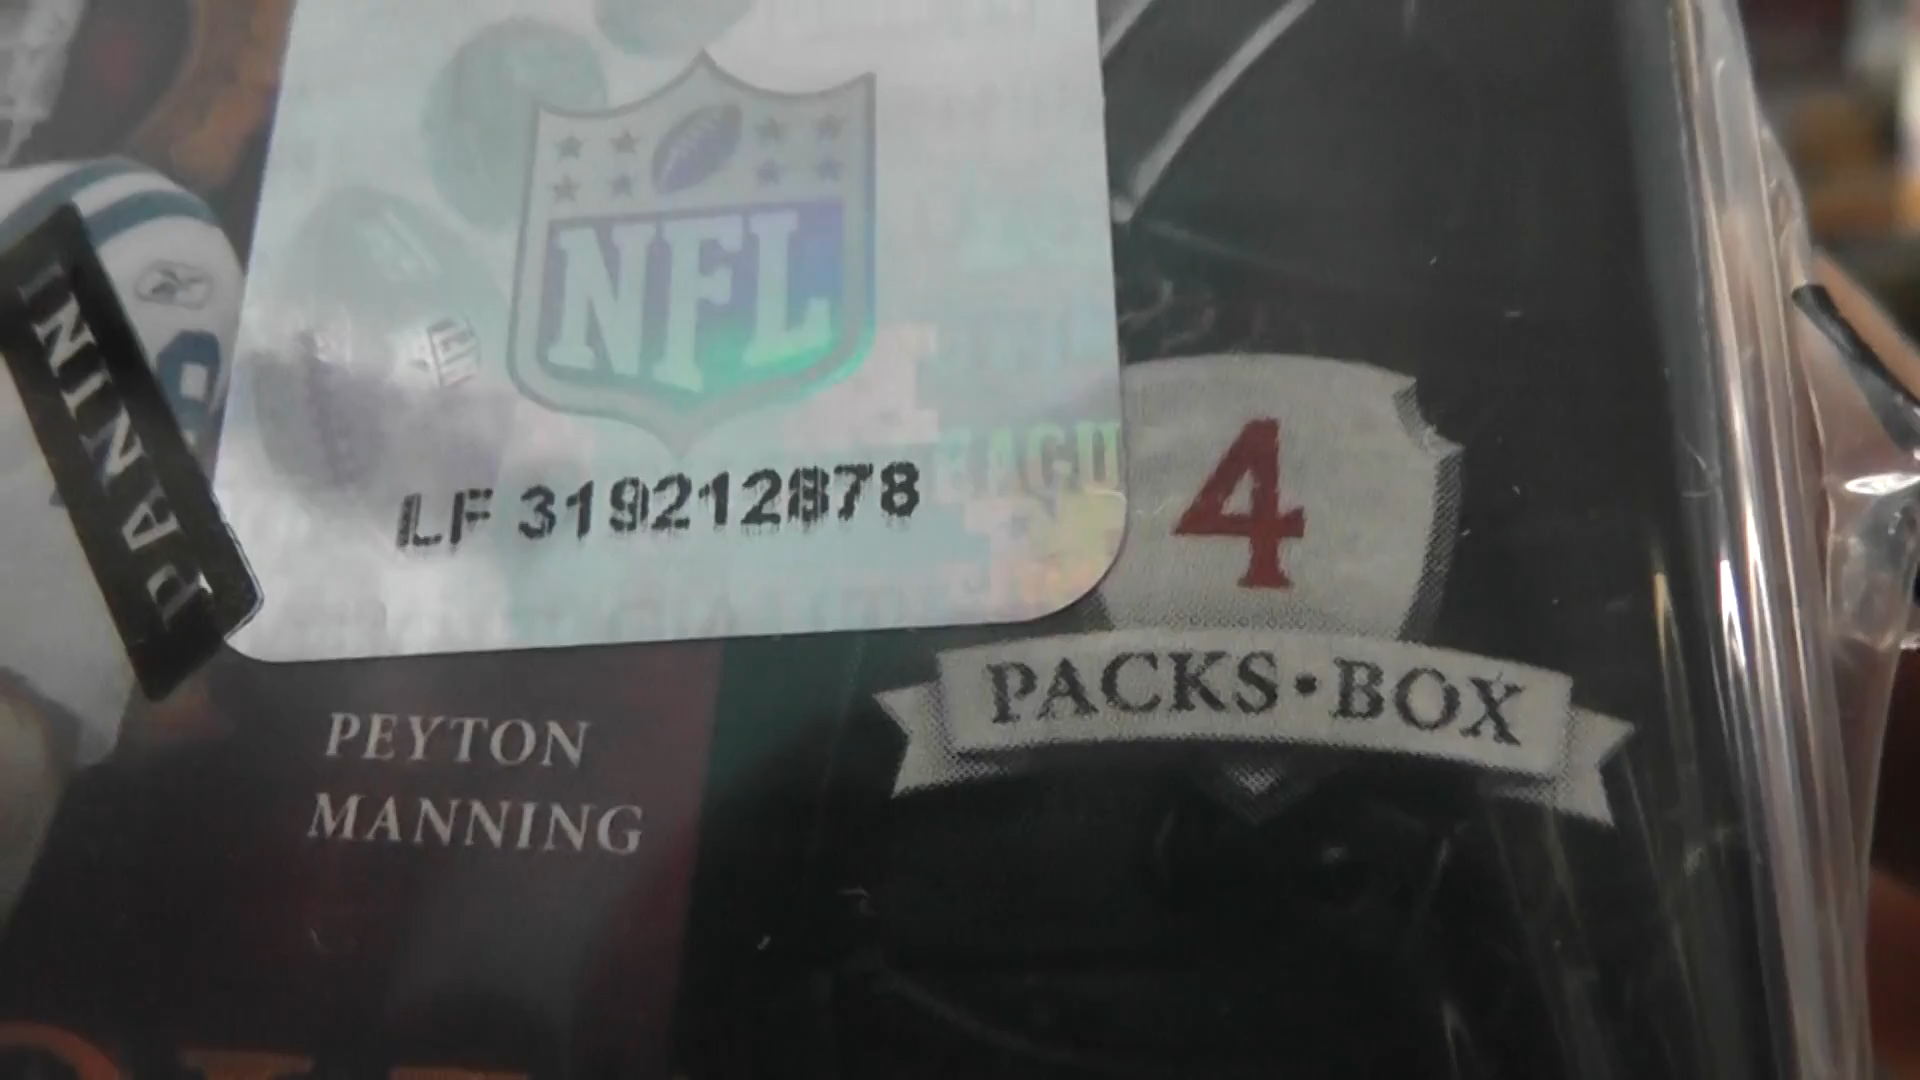 NFL
PANINI
LF 319212878
4
PACKS•BOX
PEYTON
MANNING